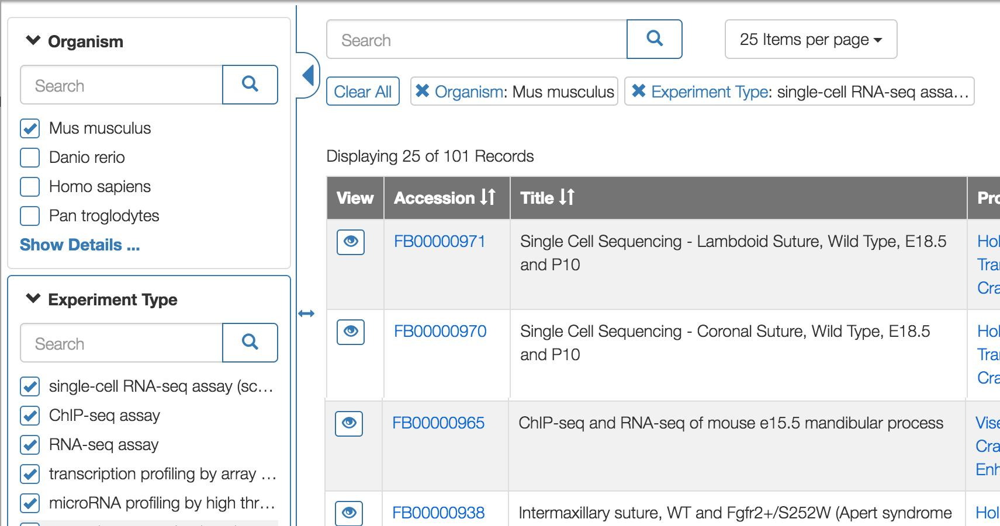 Organism
Search
Mus musculus
Danio rerio
Homo sapiens
Pan troglodytes
Show Details ...
Experiment Type
Search
single-cell RNA-seq assay (sc...
ChIP-seq assay
RNA-seq assay
transcription profiling by array ...
microRNA profiling by high thr...
Search
25 Items per page
Clear All
Organism: Mus musculus
Experiment Type: single-cell RNA-seq assa...
Displaying 25 of 101 Records
View Accession Title Pro
FB00000971 Single Cell Sequencing - Lambdoid Suture, Wild Type, E18.5 Hol
and P10 Tra
Cra
FB00000970 Single Cell Sequencing - Coronal Suture, Wild Type, E18.5 Hol
and P10 Tra
Cra
FB00000965 ChIP-seq and RNA-seq of mouse e15.5 mandibular process Vise
Cra
Enh
FB00000938 Intermaxillary suture, WT and Fgfr2+/S252W (Apert syndrome Hol